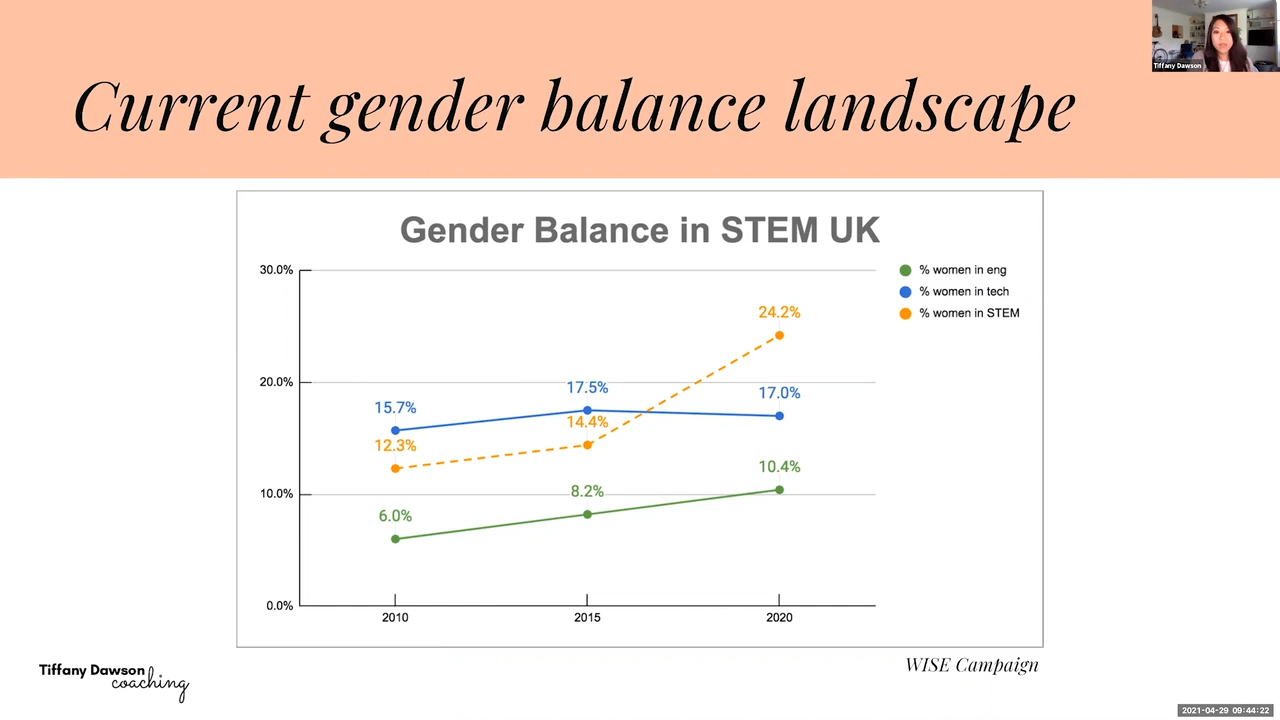 Tiffany Dawson
Current gender balance landscape
Gender Balance in STEM UK
30.0%
20.0%
10.0%
0.0%
% women in eng
% women in tech
% women in STEM
24.2%
17.5%
17.0%
15.7%
14.4%
12.3%
10.4%
8.2%
6.0%
2010 2015 2020
WISE Campaign
Tiffany Dawson
coaching
2021-04-29 09:44:22